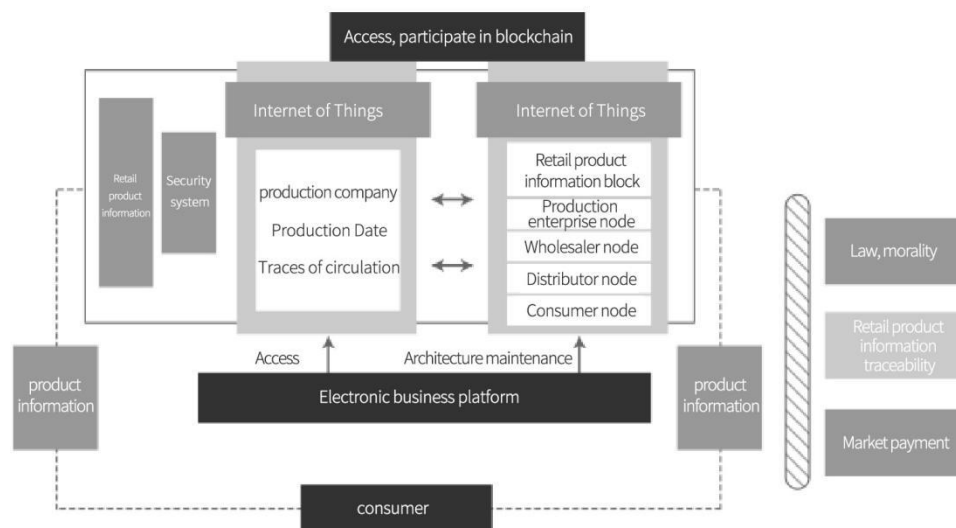 Access, participate in blockchain
Internet of Things
Internet of Things
Retail
product
information
Security
system
production company
Production Date
Traces of circulation
Retail product
information block
Production
enterprise node
Wholesaler node
Distributor node
Consumer node
Access
Architecture maintenance
Electronic business platform
product
information
product
information
consumer
Law, morality
Retail product
information
traceability
Market payment